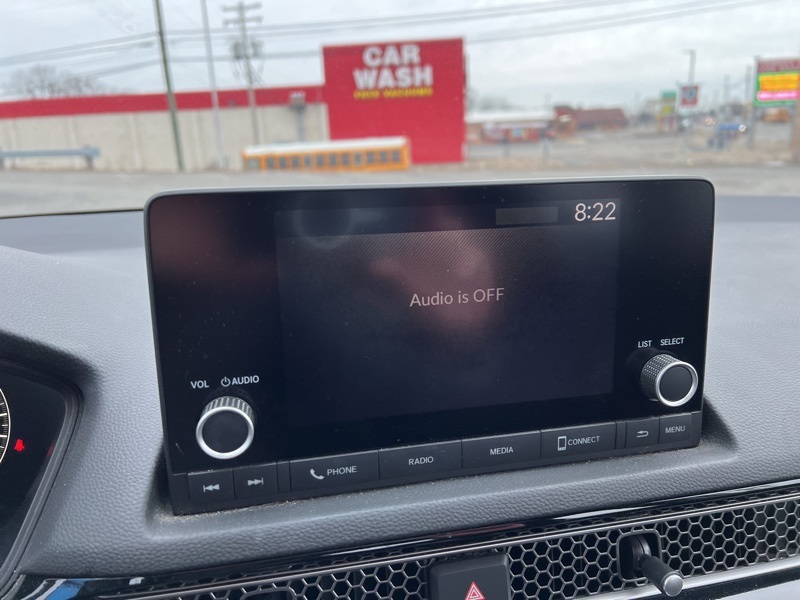 CAR
WASH
8:22
Audio is OFF
VOL AUDIO
LIST SELECT
PHONE
RADIO
MEDIA
CONNECT
MENU